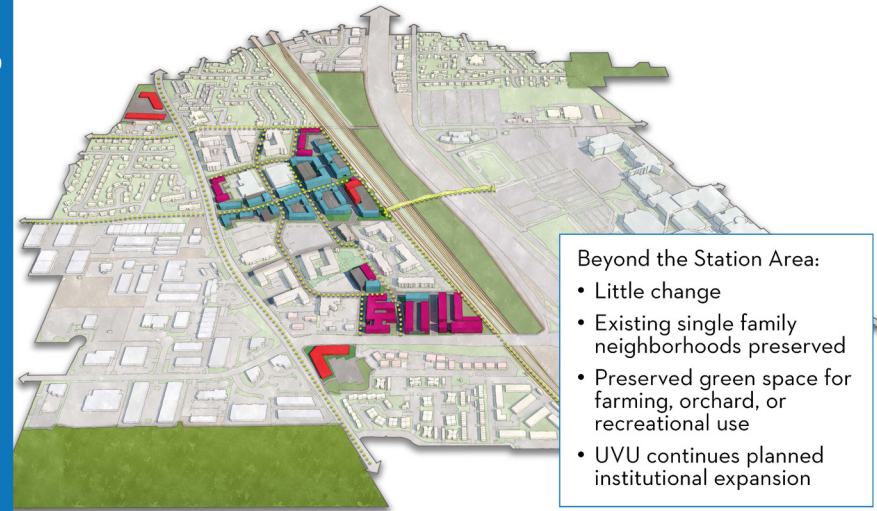 Beyond the Station Area:
• Little change
• Existing single family
neighborhoods preserved
• Preserved green space for
farming, orchard, or
recreational use
• UVU continues planned
institutional expansion